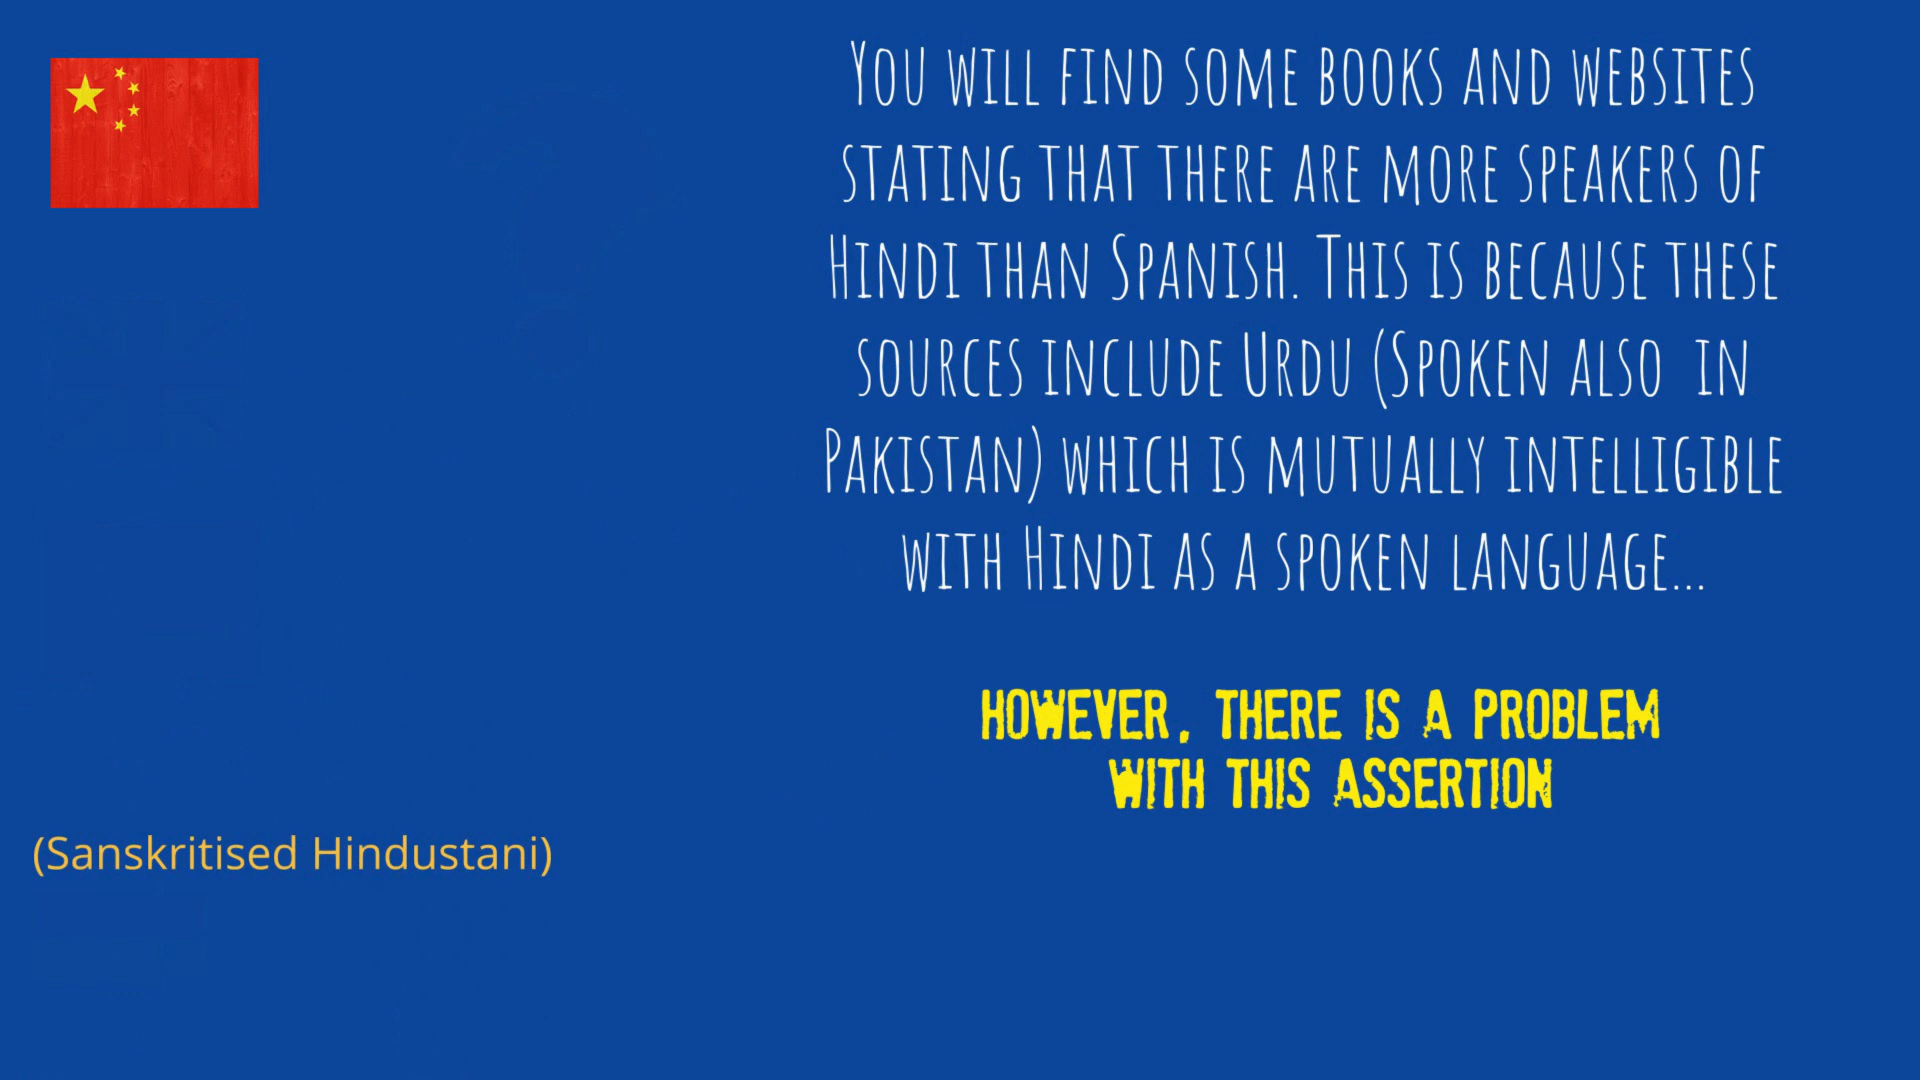 You will find some books and websites
stating that there are more speakers of
Hindi than Spanish. This is because these
sources include Urdu (Spoken also in
Pakistan) which is mutually intelligible
with Hindi as a spoken language...
HOWEVER, THERE IS A PROBLEM
WITH THIS ASSERTION
(Sanskritised Hindustani)